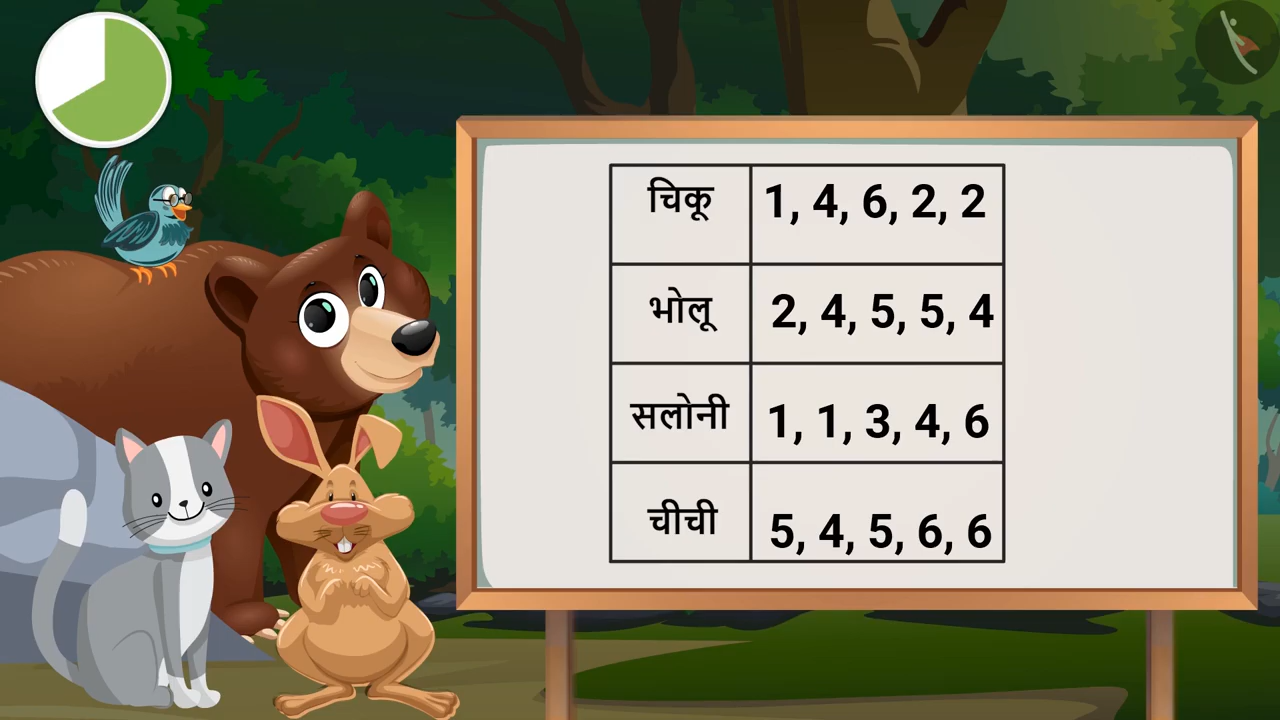 चिकू 1, 4, 6, 2, 2
भोलू 2, 4, 5, 5, 4
सलोनी 1, 1, 3, 4, 6
चीची 5, 4, 5, 6, 6